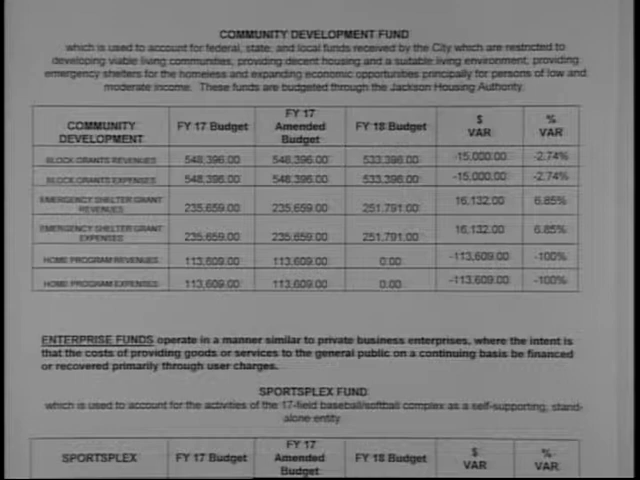 COMMUNITY DEVELOPMENT FUND
which is used to account for federal, state, and local funds received by the City which are restricted to
developing viable living communities, providing decent housing and a suitable living environment, providing
emergency shelters for the homeless and expanding economic opportunities principally for persons of low and
moderate income. These funds are budgeted through the Jackson Housing Authority.
COMMUNITY DEVELOPMENT FY 17 Budget FY 17 Amended Budget FY 18 Budget $ VAR % VAR
BLOCK GRANTS REVENUES 548,396.00 548,396.00 533,396.00 -15,000.00 -2.74%
BLOCK GRANTS EXPENSES 548,396.00 548,396.00 533,396.00 -15,000.00 -2.74%
EMERGENCY SHELTER GRANT REVENUES 235,659.00 235,659.00 251,791.00 16,132.00 6.85%
EMERGENCY SHELTER GRANT EXPENSES 235,659.00 235,659.00 251,791.00 16,132.00 6.85%
HOME PROGRAM REVENUES 113,609.00 113,609.00 0.00 -113,609.00 -100%
HOME PROGRAM EXPENSES 113,609.00 113,609.00 0.00 -113,609.00 -100%
ENTERPRISE FUNDS operate in a manner similar to private business enterprises, where the intent is
that the costs of providing goods or services to the general public on a continuing basis be financed
or recovered primarily through user charges.
SPORTSPLEX FUND
which is used to account for the activities of the 17-field baseball/softball complex as a self-supporting, stand-
alone entity.
SPORTSPLEX FY 17 Budget FY 17 Amended Budget FY 18 Budget $ VAR % VAR